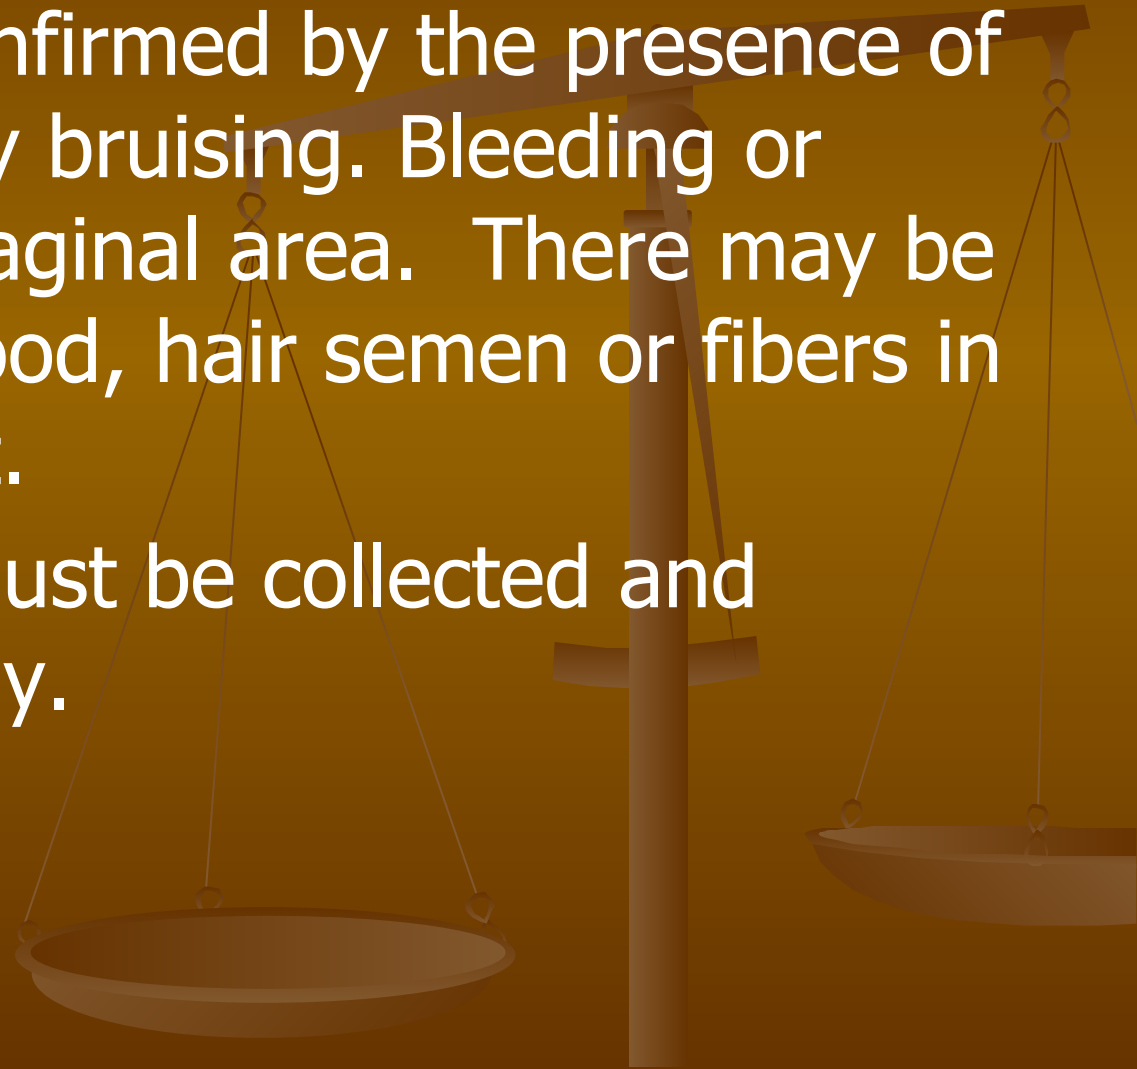 nfirmed by the presence of
y bruising. Bleeding or
aginal area. There may be
ood, hair semen or fibers in
.
ust be collected and
y.